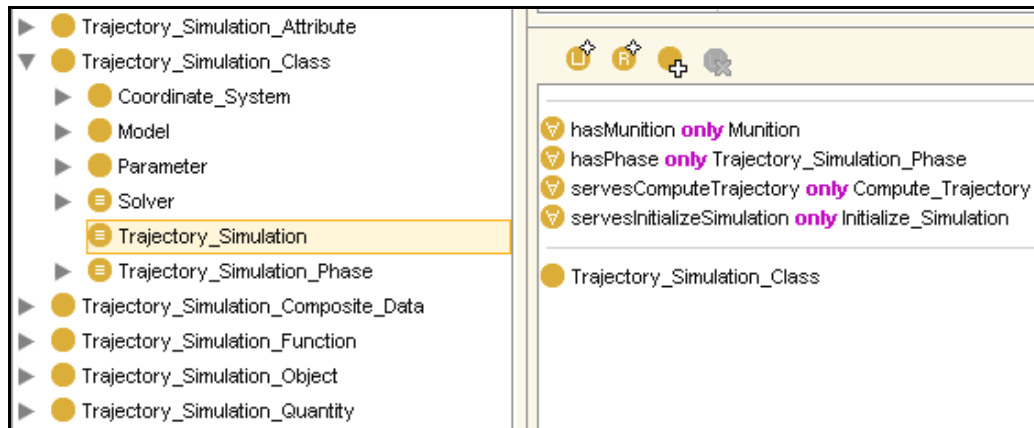 Trajectory_Simulation_Attribute
Trajectory_Simulation_Class
Coordinate_System
Model
Parameter
Solver
Trajectory_Simulation
Trajectory_Simulation_Phase
Trajectory_Simulation_Composite_Data
Trajectory_Simulation_Function
Trajectory_Simulation_Object
Trajectory_Simulation_Quantity
L R
∀ hasMunition only Munition
∀ hasPhase only Trajectory_Simulation_Phase
∀ servesComputeTrajectory only Compute_Trajectory
∀ servesInitializeSimulation only Initialize_Simulation
Trajectory_Simulation_Class